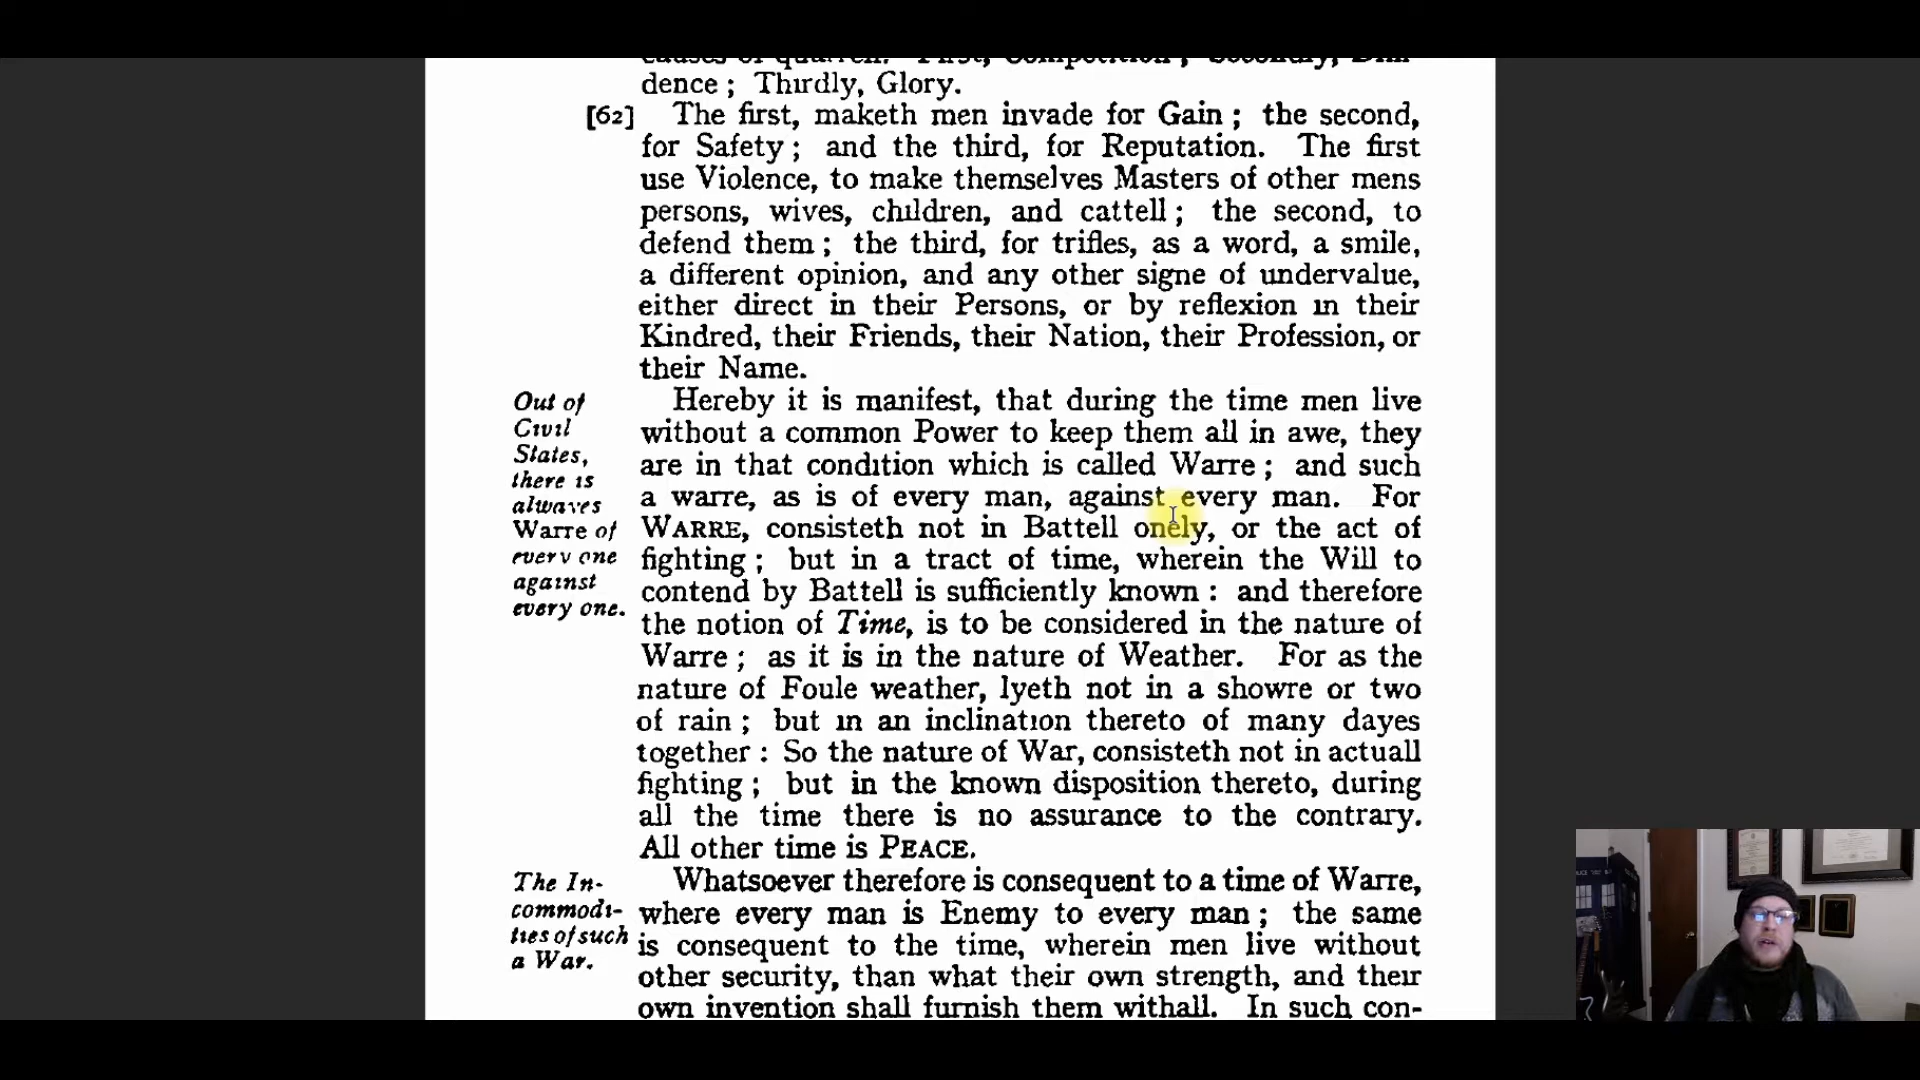 dence ; Thirdly, Glory.
[62] The first, maketh men invade for Gain ; the second,
for Safety ; and the third, for Reputation. The first
use Violence, to make themselves Masters of other mens
persons, wives, children, and cattell ; the second, to
defend them ; the third, for trifles, as a word, a smile,
a different opinion, and any other signe of undervalue,
either direct in their Persons, or by reflexion in their
Kindred, their Friends, their Nation, their Profession, or
their Name.
Out of
Civil
States,
there is
alwayes
Warre of
every one
against
every one.
Hereby it is manifest, that during the time men live
without a common Power to keep them all in awe, they
are in that condition which is called Warre ; and such
a warre, as is of every man, against every man. For
WARRE, consisteth not in Battell onely, or the act of
fighting ; but in a tract of time, wherein the Will to
contend by Battell is sufficiently known : and therefore
the notion of Time, is to be considered in the nature of
Warre ; as it is in the nature of Weather. For as the
nature of Foule weather, lyeth not in a showre or two
of rain ; but in an inclination thereto of many dayes
together : So the nature of War, consisteth not in actuall
fighting ; but in the known disposition thereto, during
all the time there is no assurance to the contrary.
All other time is PEACE.
The In-
commodi-
ties of such
a War.
Whatsoever therefore is consequent to a time of Warre,
where every man is Enemy to every man ; the same
is consequent to the time, wherein men live without
other security, than what their own strength, and their
own invention shall furnish them withall. In such con-